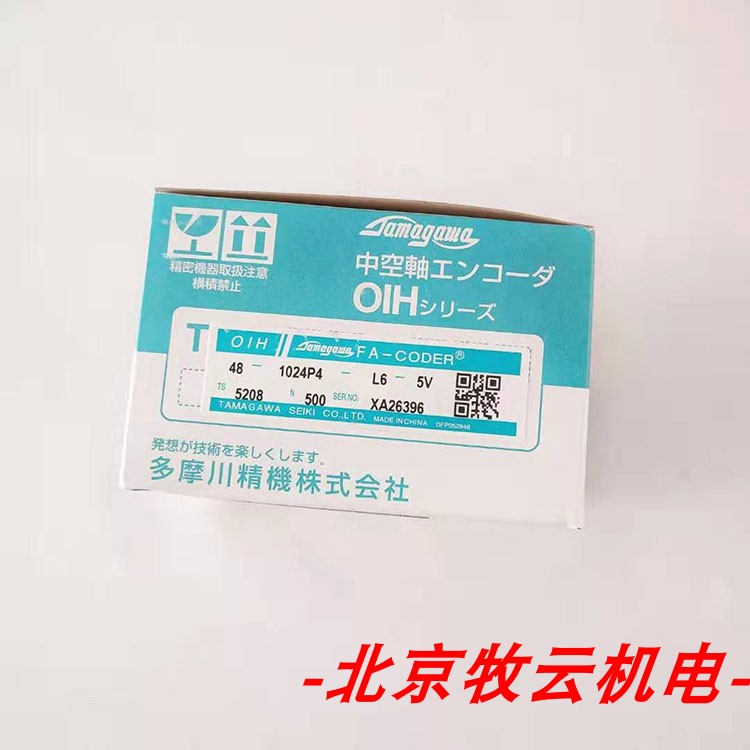 Tamagawa
中空軸エンコーダ
OIHシリーズ
精密機器取扱注意
横積禁止
T
OIH Tamagawa FA-CODER®
48 - 1024P4 - L6 - 5V
TS 5208 N 500 SER.NO. XA26396
TAMAGAWA SEIKI CO.,LTD. MADE IN CHINA
発想が技術を楽しくします。
多摩川精機株式会社
-北京牧云机电-